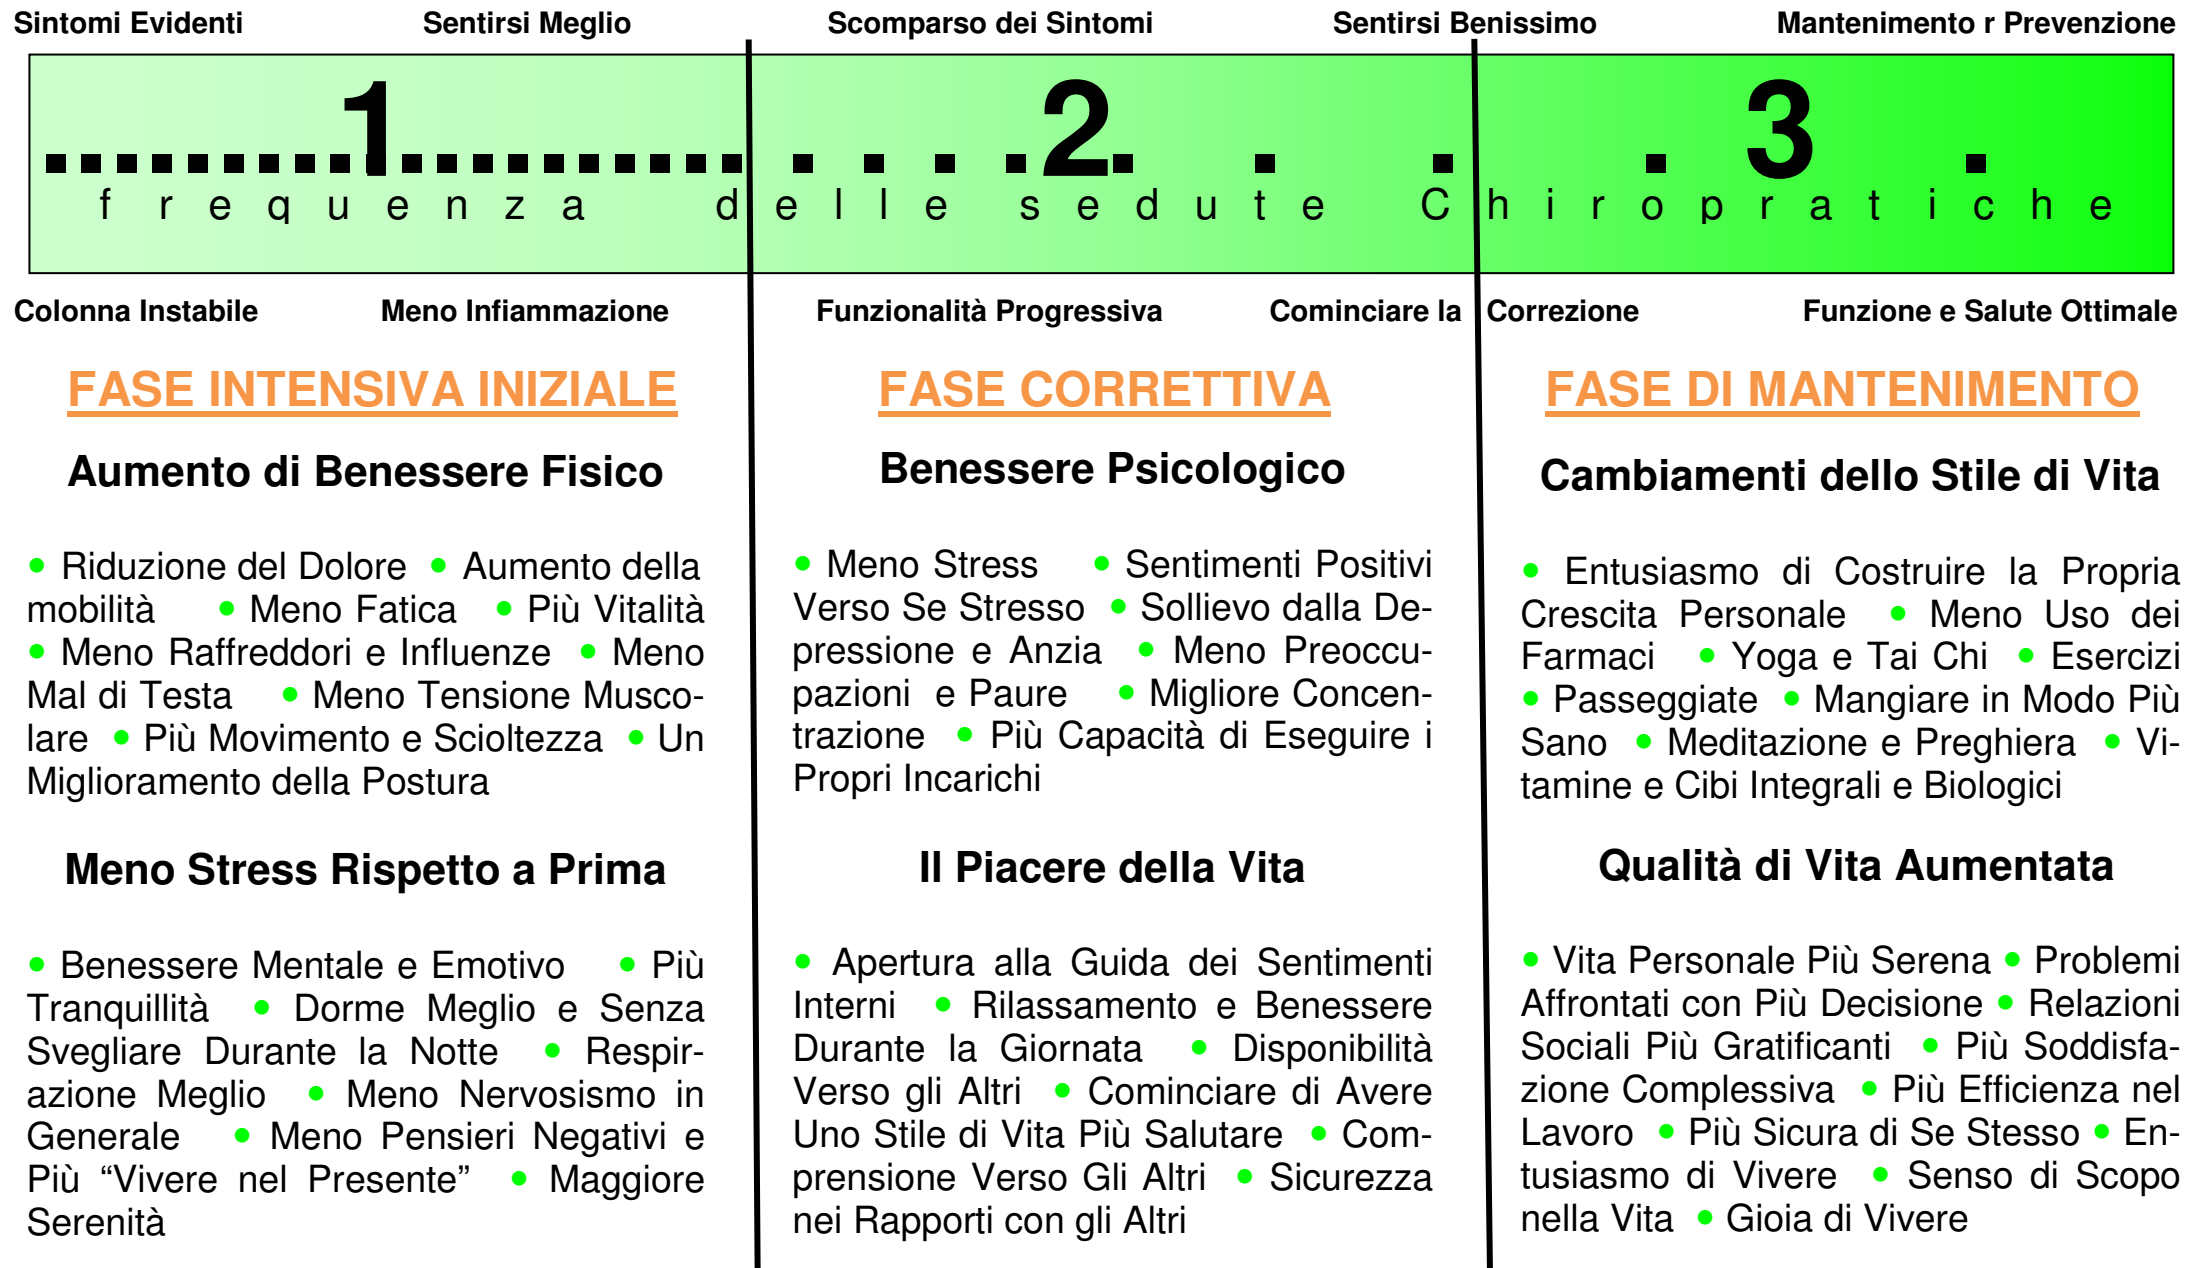 Sintomi Evidenti Sentirsi Meglio Scomparso dei Sintomi Sentirsi Benissimo Mantenimento r Prevenzione
1 2 3
frequenza delle sedute Chiropratiche
Colonna Instabile Meno Infiammazione Funzionalità Progressiva Cominciare la Correzione Funzione e Salute Ottimale
FASE INTENSIVA INIZIALE
Aumento di Benessere Fisico
• Riduzione del Dolore • Aumento della
mobilità • Meno Fatica • Più Vitalità
• Meno Raffreddori e Influenze • Meno
Mal di Testa • Meno Tensione Musco-
lare • Più Movimento e Scioltezza • Un
Miglioramento della Postura
Meno Stress Rispetto a Prima
• Benessere Mentale e Emotivo • Più
Tranquillità • Dorme Meglio e Senza
Svegliare Durante la Notte • Respir-
azione Meglio • Meno Nervosismo in
Generale • Meno Pensieri Negativi e
Più “Vivere nel Presente” • Maggiore
Serenità
FASE CORRETTIVA
Benessere Psicologico
• Meno Stress • Sentimenti Positivi
Verso Se Stresso • Sollievo dalla De-
pressione e Anzia • Meno Preoccu-
pazioni e Paure • Migliore Concen-
trazione • Più Capacità di Eseguire i
Propri Incarichi
Il Piacere della Vita
• Apertura alla Guida dei Sentimenti
Interni • Rilassamento e Benessere
Durante la Giornata • Disponibilità
Verso gli Altri • Cominciare di Avere
Uno Stile di Vita Più Salutare • Com-
prensione Verso Gli Altri • Sicurezza
nei Rapporti con gli Altri
FASE DI MANTENIMENTO
Cambiamenti dello Stile di Vita
• Entusiasmo di Costruire la Propria
Crescita Personale • Meno Uso dei
Farmaci • Yoga e Tai Chi • Esercizi
• Passeggiate • Mangiare in Modo Più
Sano • Meditazione e Preghiera • Vi-
tamine e Cibi Integrali e Biologici
Qualità di Vita Aumentata
• Vita Personale Più Serena • Problemi
Affrontati con Più Decisione • Relazioni
Sociali Più Gratificanti • Più Soddisfa-
zione Complessiva • Più Efficienza nel
Lavoro • Più Sicura di Se Stesso • En-
tusiasmo di Vivere • Senso di Scopo
nella Vita • Gioia di Vivere